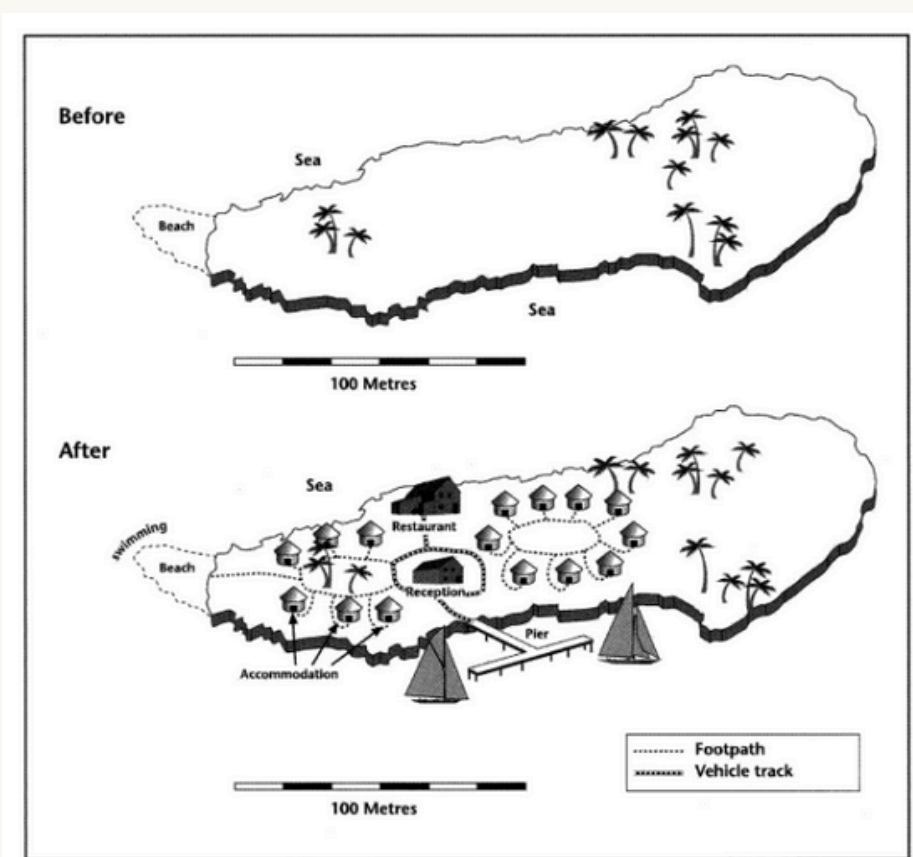 Before
Sea
Beach
Sea
100 Metres
After
Sea
swimming
Restaurant
Beach
Reception
Pier
Accommodation
Footpath
Vehicle track
100 Metres